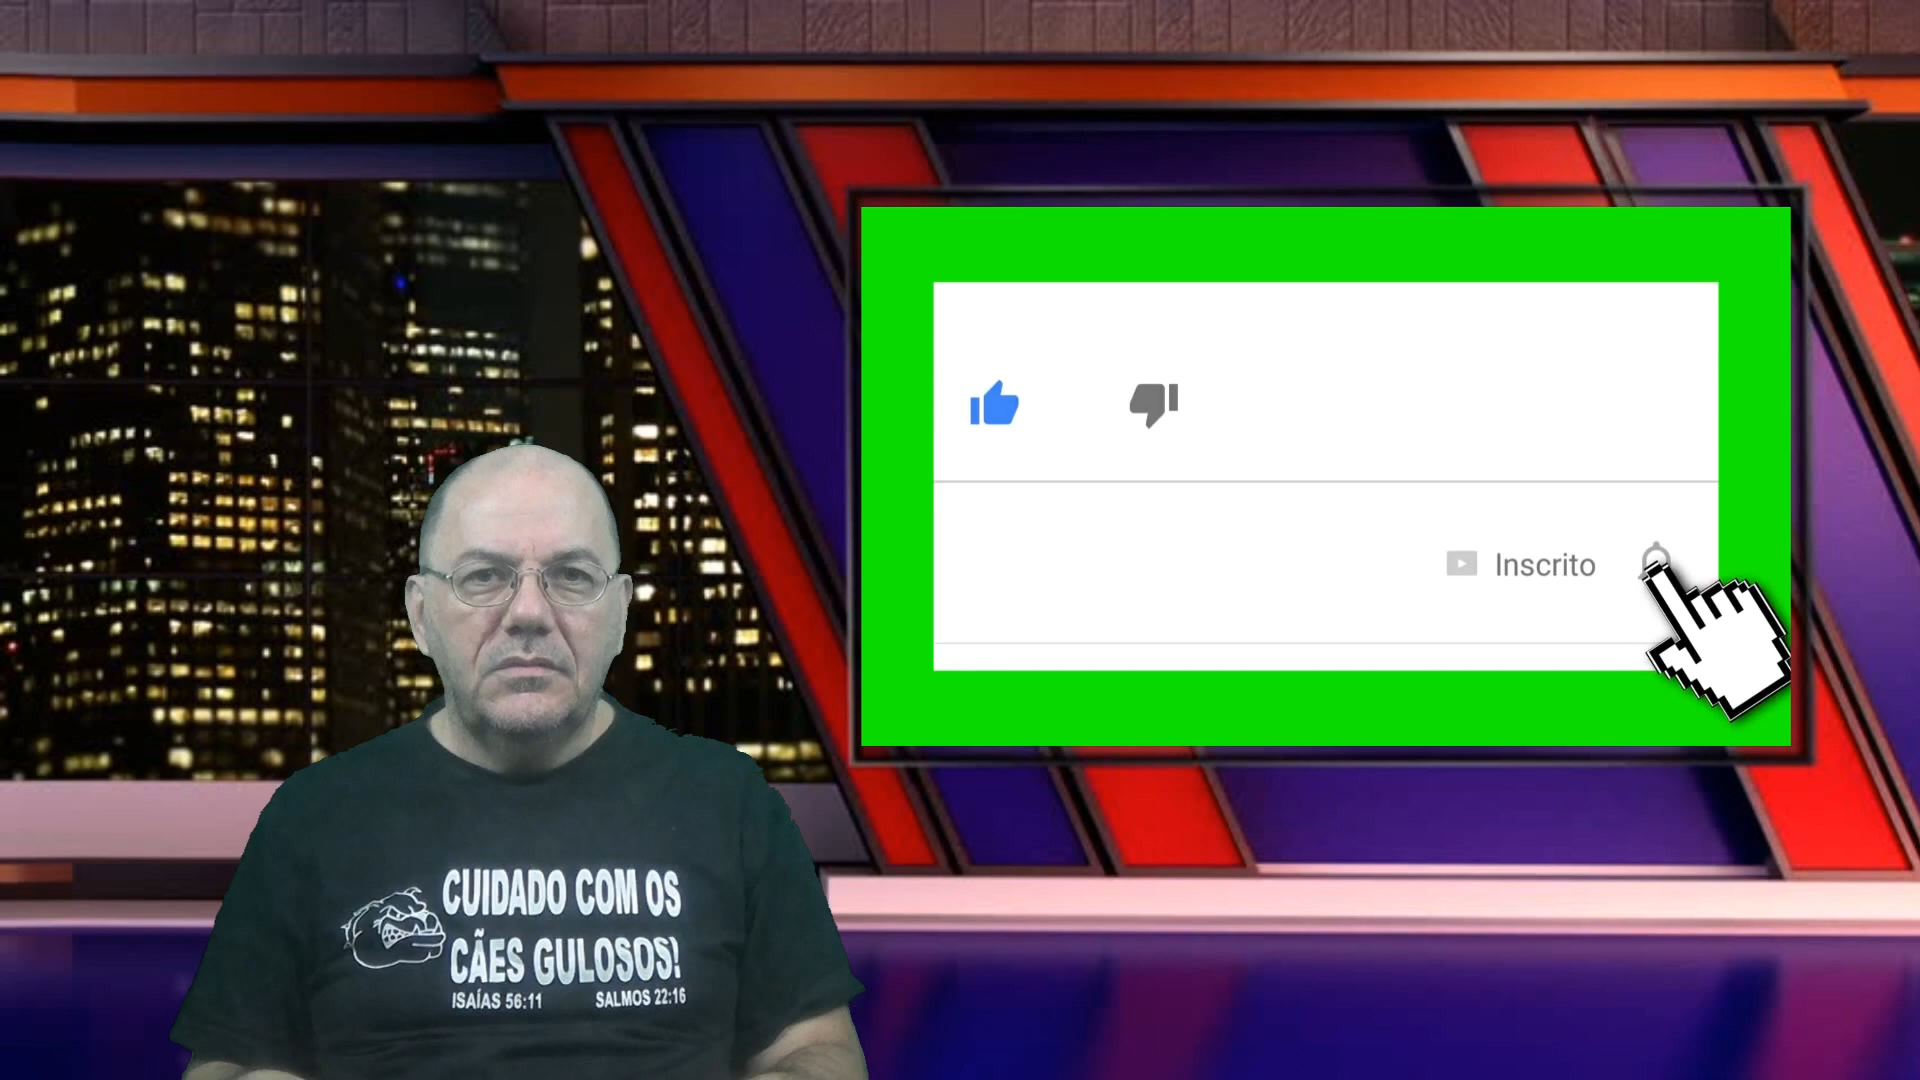 Inscrito
CUIDADO COM OS
CÃES GULOSOS!
ISAÍAS 56:11 SALMOS 22:16